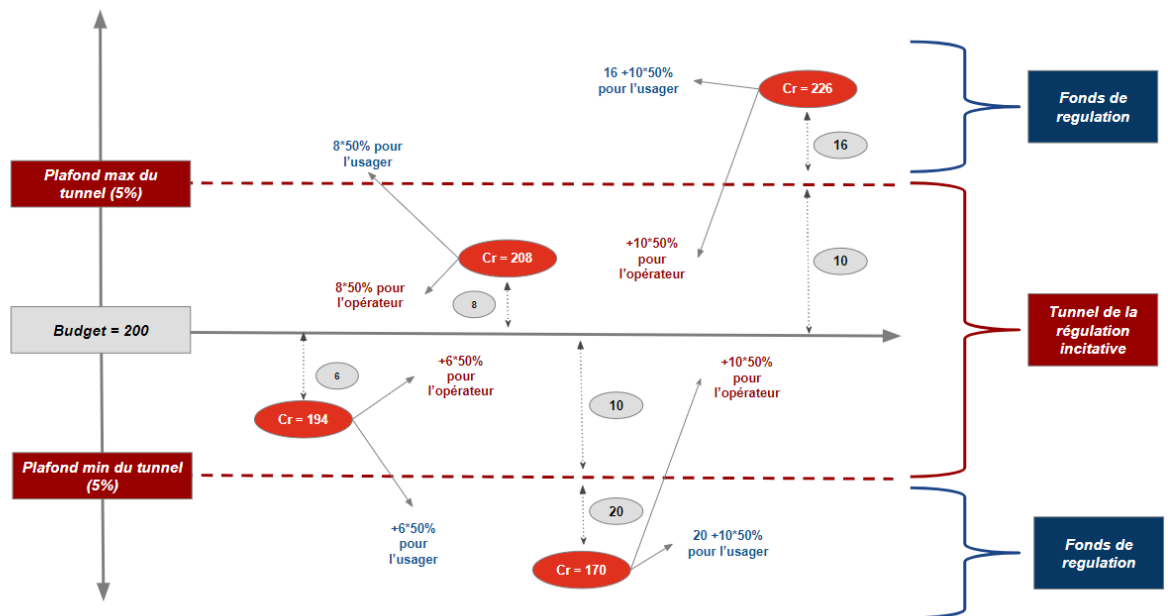 16 +10*50%
pour l'usager
Cr = 226
Fonds de
regulation
16
8*50% pour
l'usager
Plafond max du
tunnel (5%)
Cr = 208
+10*50%
pour
l'opérateur
10
8*50% pour
l'opérateur
8
Budget = 200
Tunnel de la
régulation
incitative
6
+6*50%
pour
l'opérateur
+10*50%
pour
l'opérateur
10
Cr = 194
Plafond min du tunnel
(5%)
20
+6*50%
pour
l'usager
20 +10*50%
pour l'usager
Cr = 170
Fonds de
regulation